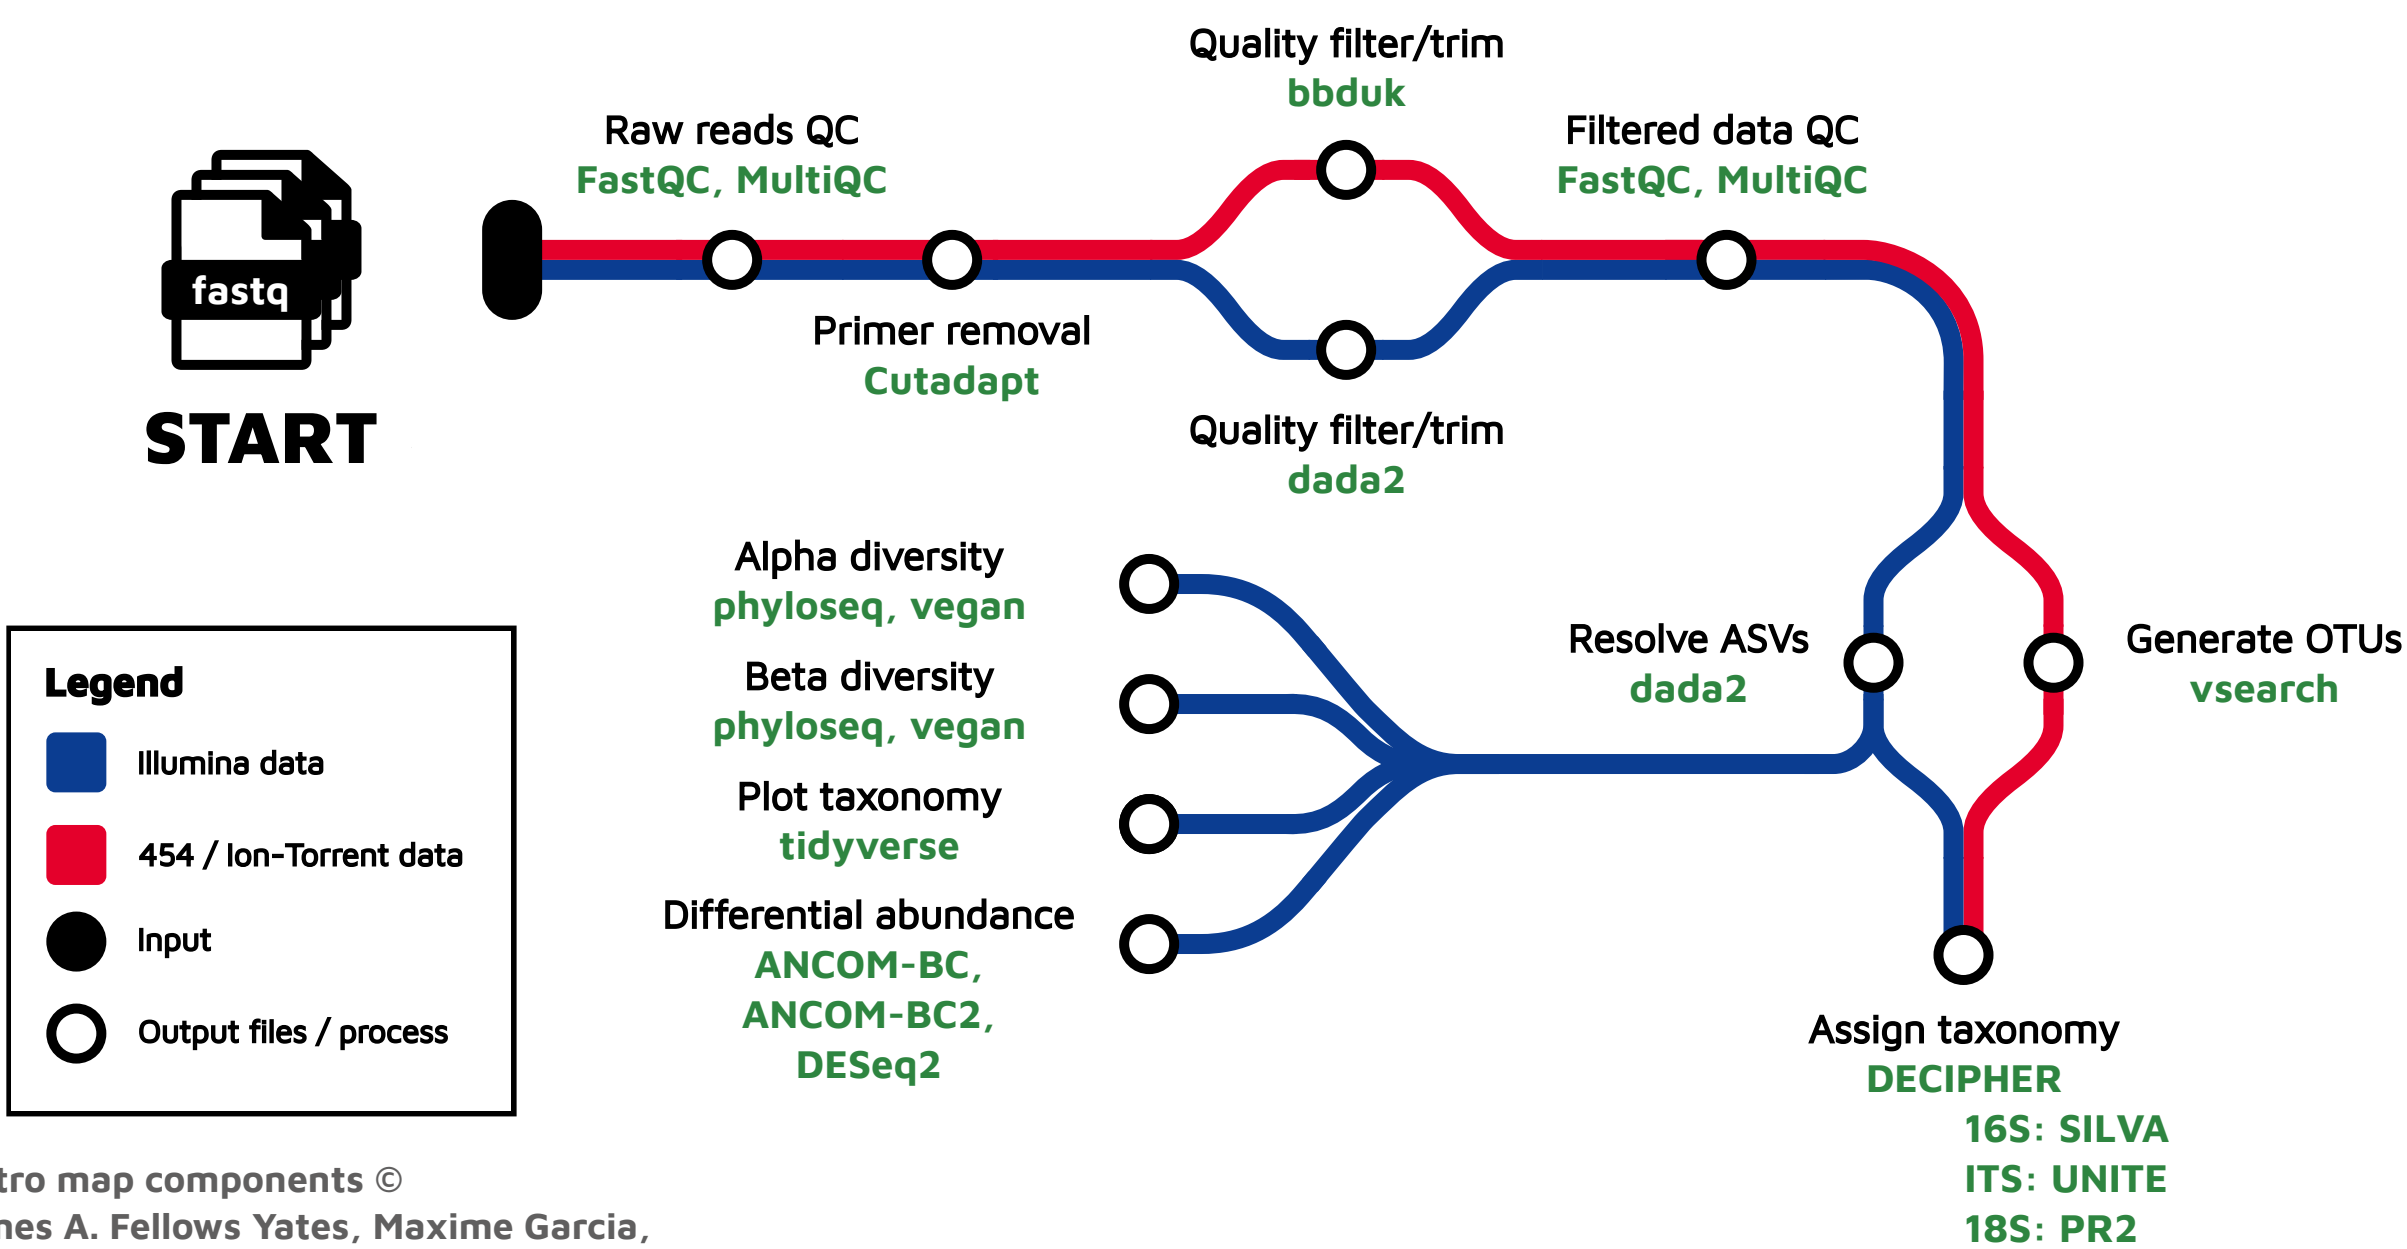 Quality filter/trim
bbduk
Raw reads QC
FastQC, MultiQC
Filtered data QC
FastQC, MultiQC
fastq
START
Primer removal
Cutadapt
Quality filter/trim
dada2
Alpha diversity
phyloseq, vegan
Beta diversity
phyloseq, vegan
Plot taxonomy
tidyverse
Differential abundance
ANCOM-BC,
ANCOM-BC2,
DESeq2
Resolve ASVs
dada2
Generate OTUs
vsearch
Assign taxonomy
DECIPHER
16S: SILVA
ITS: UNITE
18S: PR2
Legend
Illumina data
454 / Ion-Torrent data
Input
Output files / process
map components ©
A. Fellows Yates, Maxime Garcia,